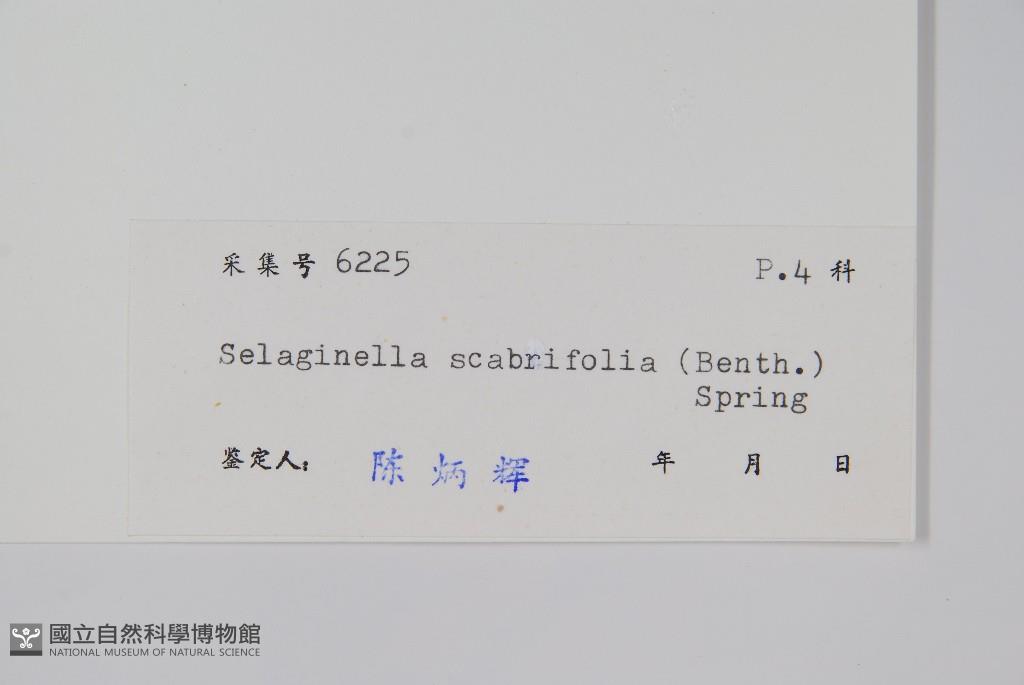 采集号 6225 P.4 科
Selaginella scabrifolia (Benth.)
Spring
鉴定人: 陈炳辉 年 月 日
國立自然科學博物館
NATIONAL MUSEUM OF NATURAL SCIENCE